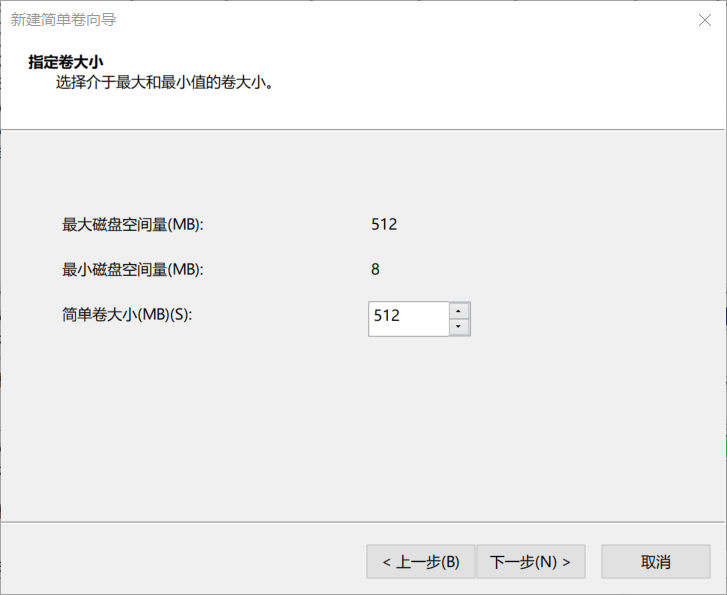 新建简单卷向导
指定卷大小
选择介于最大和最小值的卷大小。
最大磁盘空间量(MB): 512
最小磁盘空间量(MB): 8
简单卷大小(MB)(S): 512
< 上一步(B) 下一步(N) > 取消